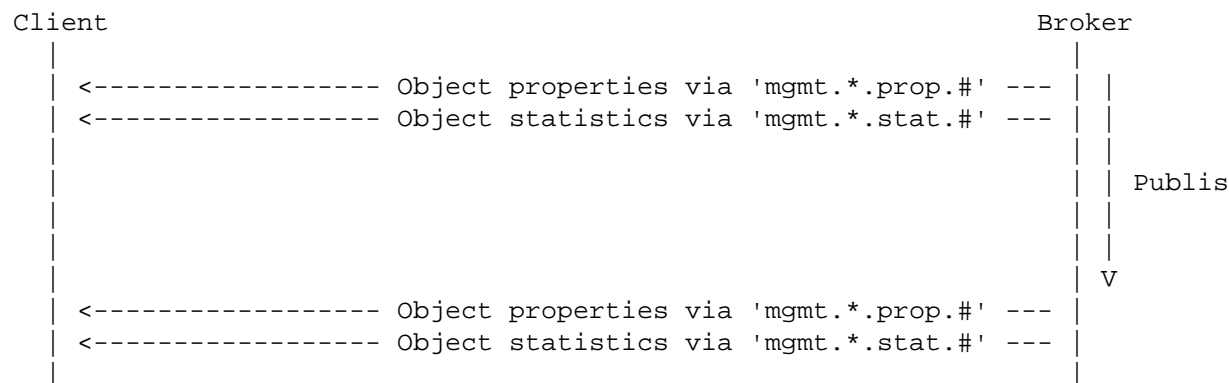 Client Broker
<------------------ Object properties via 'mgmt.*.prop.#' ---
<------------------ Object statistics via 'mgmt.*.stat.#' ---
Publis
V
<------------------ Object properties via 'mgmt.*.prop.#' ---
<------------------ Object statistics via 'mgmt.*.stat.#' ---